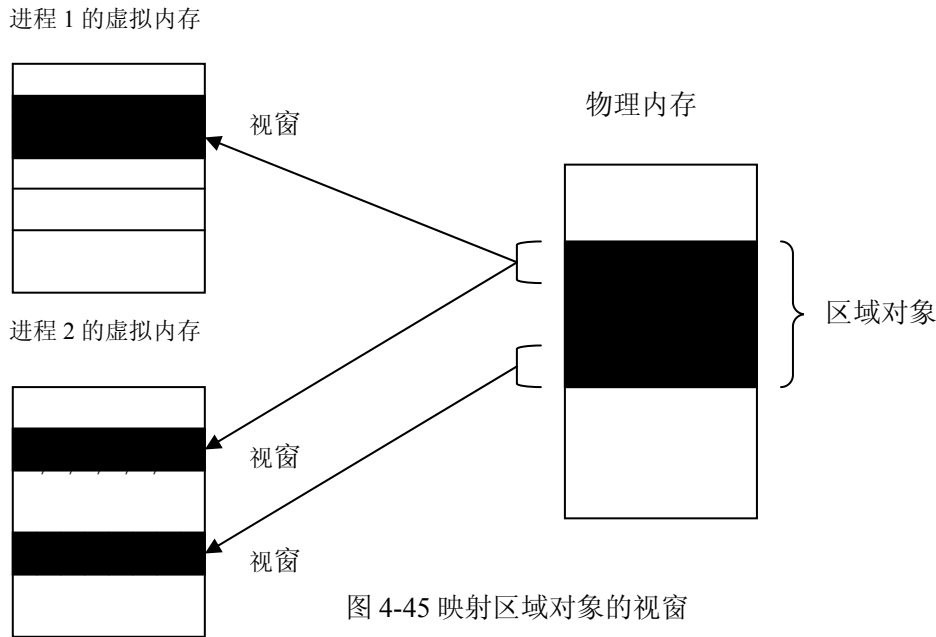 进程 1 的虚拟内存
视窗
物理内存
区域对象
进程 2 的虚拟内存
视窗
视窗
图 4-45 映射区域对象的视窗